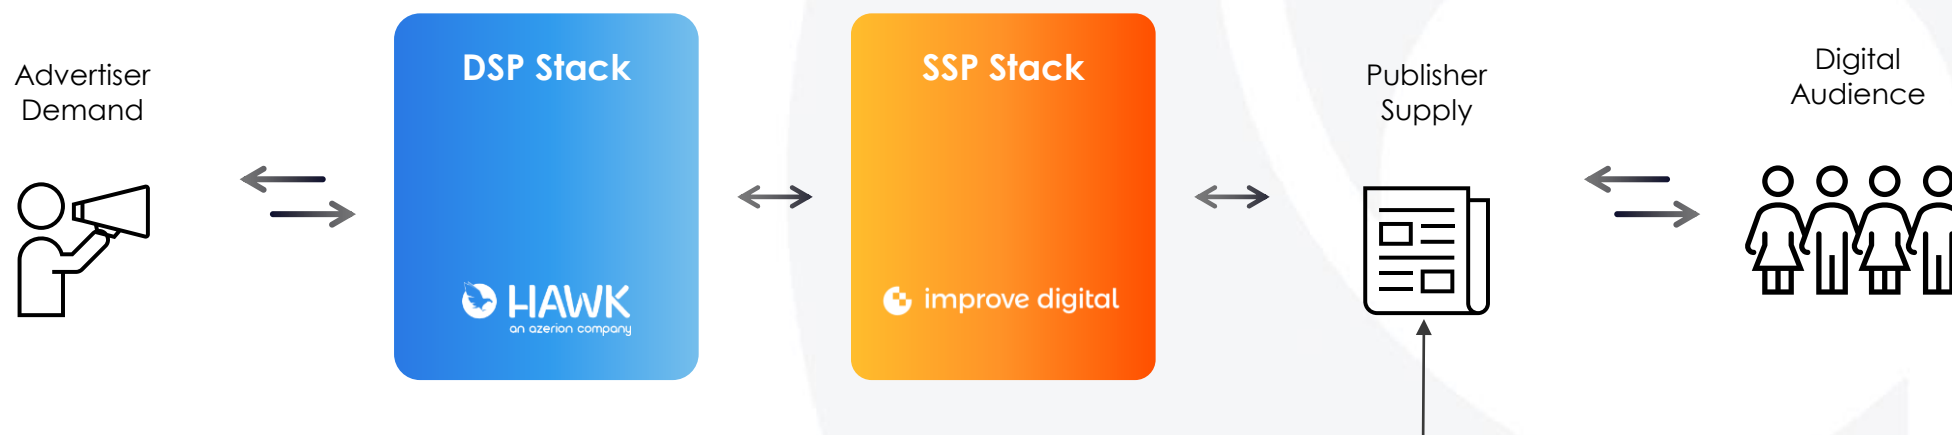 Advertiser
Demand
DSP Stack
HAWK
an azerion company
SSP Stack
improve digital
Publisher
Supply
Digital
Audience